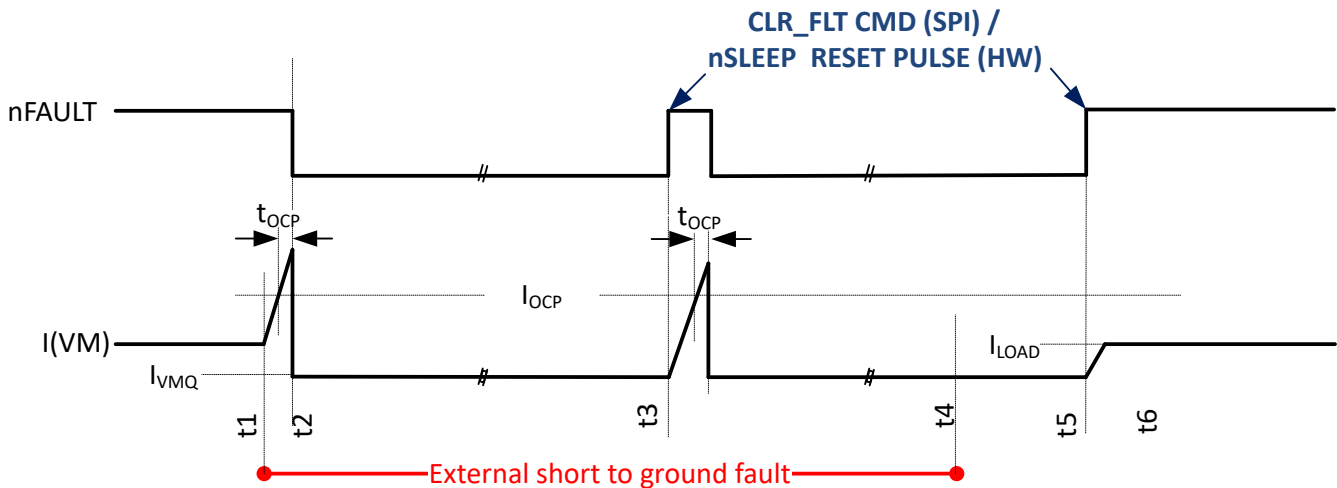 CLR_FLT CMD (SPI) /
nSLEEP RESET PULSE (HW)
nFAULT
tOCP
tOCP
IOCP
I(VM)
ILOAD
IVMQ
t1
t2
t3
t4
t5
t6
External short to ground fault